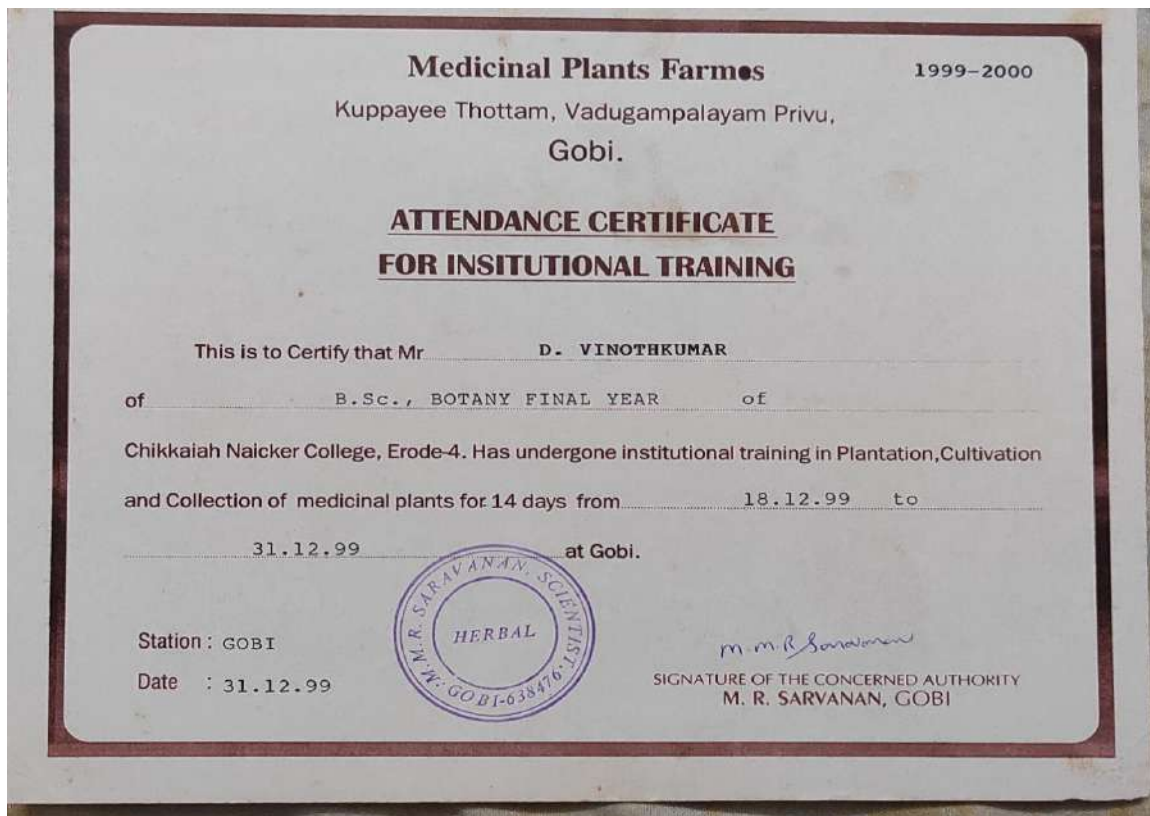 Medicinal Plants Farmes
1999-2000
Kuppayee Thottam, Vadugampalayam Privu,
Gobi.
ATTENDANCE CERTIFICATE
FOR INSITUTIONAL TRAINING
This is to Certify that Mr D. VINOTHKUMAR
of B.Sc., BOTANY FINAL YEAR of
Chikkaiah Naicker College, Erode-4. Has undergone institutional training in Plantation,Cultivation
and Collection of medicinal plants for 14 days from 18.12.99 to
31.12.99 at Gobi.
M.M.R. SARAVANAN, SCIENTIST.
HERBAL
GOBI-638476.
Station : GOBI
Date : 31.12.99
M.M.R Saravanan
SIGNATURE OF THE CONCERNED AUTHORITY
M. R. SARVANAN, GOBI